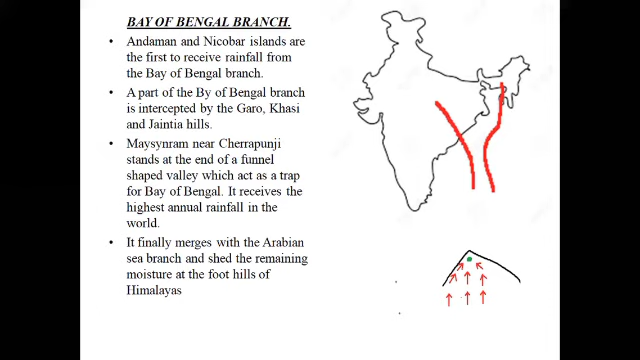 BAY OF BENGAL BRANCH.
• Andaman and Nicobar islands are
the first to receive rainfall from
the Bay of Bengal branch.
• A part of the By of Bengal branch
is intercepted by the Garo, Khasi
and Jaintia hills.
• Maysynram near Cherrapunji
stands at the end of a funnel
shaped valley which act as a trap
for Bay of Bengal. It receives the
highest annual rainfall in the
world.
• It finally merges with the Arabian
sea branch and shed the remaining
moisture at the foot hills of
Himalayas